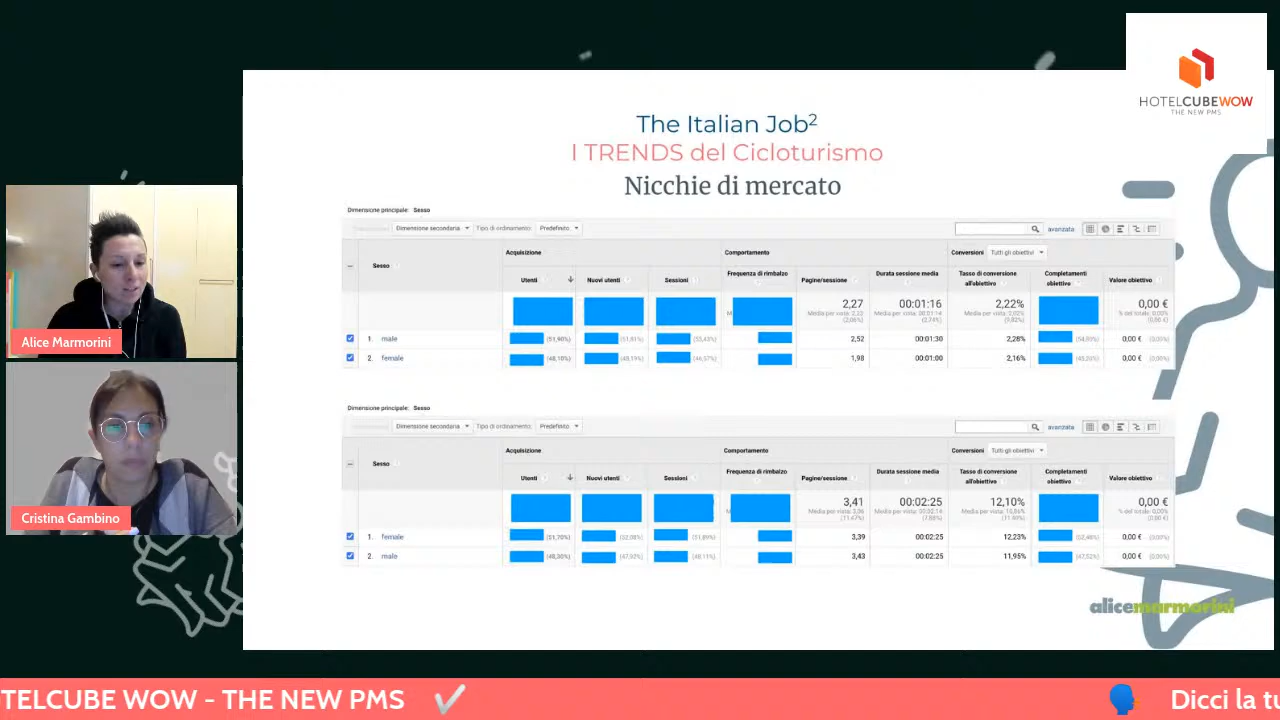 HOTELCUBEWOW
THE NEW PMS
The Italian Job²
I TRENDS del Cicloturismo
Nicchie di mercato
Dimensione principale: Sesso
Dimensione secondaria Tipo di ordinamento: Predefinito
avanzata
Sesso
Acquisizione
Comportamento
Conversioni Tutti gli obiettivi
Utenti Nuovi utenti Sessioni Frequenza di rimbalzo Pagine/sessione Durata sessione media Tasso di conversione all'obiettivo Completamenti obiettivo Valore obiettivo
2,27 00:01:16 2,22% 0,00 €
1. male (51,90%) (51,81%) (53,43%) 2,52 00:01:30 2,28% (54,80%) 0,00 € (0,00%)
2. female (48,10%) (48,19%) (46,57%) 1,98 00:01:00 2,16% (45,20%) 0,00 € (0,00%)
Dimensione principale: Sesso
Dimensione secondaria Tipo di ordinamento: Predefinito
avanzata
Sesso
Acquisizione
Comportamento
Conversioni Tutti gli obiettivi
Utenti Nuovi utenti Sessioni Frequenza di rimbalzo Pagine/sessione Durata sessione media Tasso di conversione all'obiettivo Completamenti obiettivo Valore obiettivo
3,41 00:02:25 12,10% 0,00 €
1. female (51,70%) (52,08%) (51,89%) 3,39 00:02:25 12,23% (52,48%) 0,00 € (0,00%)
2. male (48,30%) (47,92%) (48,11%) 3,43 00:02:25 11,95% (47,52%) 0,00 € (0,00%)
alicemarmorini
Alice Marmorini
Cristina Gambino
TELCUBE WOW - THE NEW PMS
Dicci la tu